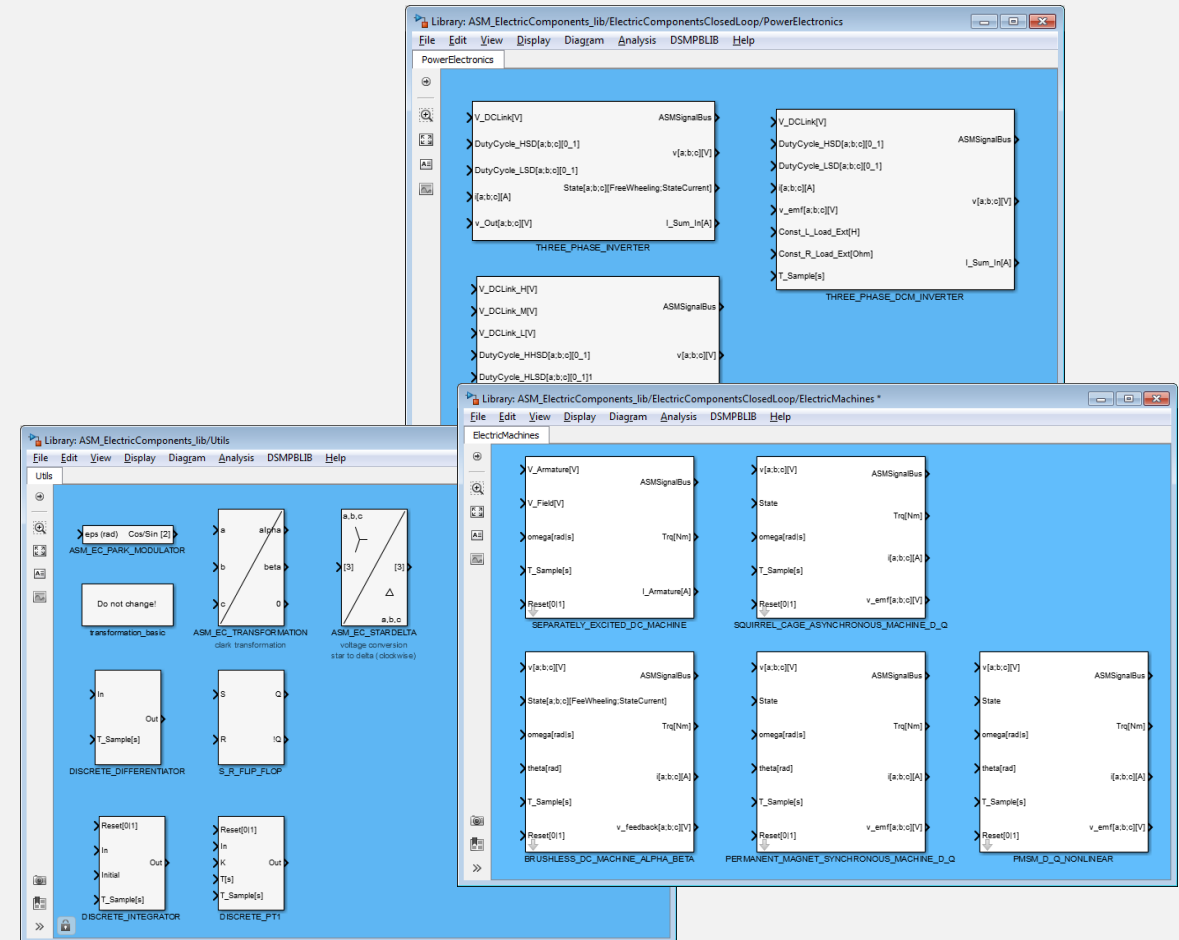 Library: ASM_ElectricComponents_lib/ElectricComponentsClosedLoop/PowerElectronics
File Edit View Display Diagram Analysis DSMPBLIB Help
PowerElectronics
V_DCLink[V]
DutyCycle_HSD[a;b;c][0_1]
DutyCycle_LSD[a;b;c][0_1]
i[a;b;c][A]
v_Out[a;b;c][V]
ASMSignalBus
v[a;b;c][V]
State[a;b;c][FreeWheeling;StateCurrent]
I_Sum_In[A]
THREE_PHASE_INVERTER
V_DCLink[V]
DutyCycle_HSD[a;b;c][0_1]
DutyCycle_LSD[a;b;c][0_1]
i[a;b;c][A]
v_emf[a;b;c][V]
Const_L_Load_Ext[H]
Const_R_Load_Ext[Ohm]
T_Sample[s]
ASMSignalBus
v[a;b;c][V]
I_Sum_In[A]
THREE_PHASE_DCM_INVERTER
V_DCLink_H[V]
V_DCLink_M[V]
V_DCLink_L[V]
DutyCycle_HHSD[a;b;c][0_1]
DutyCycle_HLSD[a;b;c][0_1]1
ASMSignalBus
v[a;b;c][V]
Library: ASM_ElectricComponents_lib/ElectricComponentsClosedLoop/ElectricMachines *
File Edit View Display Diagram Analysis DSMPBLIB Help
ElectricMachines
V_Armature[V]
V_Field[V]
omega[rad|s]
T_Sample[s]
Reset[0|1]
ASMSignalBus
Trq[Nm]
I_Armature[A]
SEPARATELY_EXCITED_DC_MACHINE
v[a;b;c][V]
State
omega[rad|s]
T_Sample[s]
Reset[0|1]
ASMSignalBus
Trq[Nm]
i[a;b;c][A]
v_emf[a;b;c][V]
SQUIRREL_CAGE_ASYNCHRONOUS_MACHINE_D_Q
v[a;b;c][V]
State[a;b;c][FeeWheeling;StateCurrent]
omega[rad|s]
theta[rad]
T_Sample[s]
Reset[0|1]
ASMSignalBus
Trq[Nm]
i[a;b;c][A]
v_feedback[a;b;c][V]
BRUSHLESS_DC_MACHINE_ALPHA_BETA
v[a;b;c][V]
State
omega[rad|s]
theta[rad]
T_Sample[s]
Reset[0|1]
ASMSignalBus
Trq[Nm]
i[a;b;c][A]
v_emf[a;b;c][V]
PERMANENT_MAGNET_SYNCHRONOUS_MACHINE_D_Q
v[a;b;c][V]
State
omega[rad|s]
theta[rad]
T_Sample[s]
Reset[0|1]
ASMSignalBus
Trq[Nm]
i[a;b;c][A]
v_emf[a;b;c][V]
PMSM_D_Q_NONLINEAR
Library: ASM_ElectricComponents_lib/Utils
File Edit View Display Diagram Analysis DSMPBLIB Help
Utils
eps (rad) Cos/Sin [2]
ASM_EC_PARK_MODULATOR
Do not change!
transformation_basic
a
b
c
alpha
beta
0
ASM_EC_TRANSFORMATION
clark transformation
a,b,c
[3]
[3]
a,b,c
ASM_EC_STARDELTA
voltage conversion
star to delta (clockwise)
In
T_Sample[s]
Out
DISCRETE_DIFFERENTIATOR
S
R
Q
!Q
S_R_FLIP_FLOP
Reset[0|1]
In
Initial
T_Sample[s]
Out
DISCRETE_INTEGRATOR
Reset[0|1]
In
K
T[s]
T_Sample[s]
Out
DISCRETE_PT1